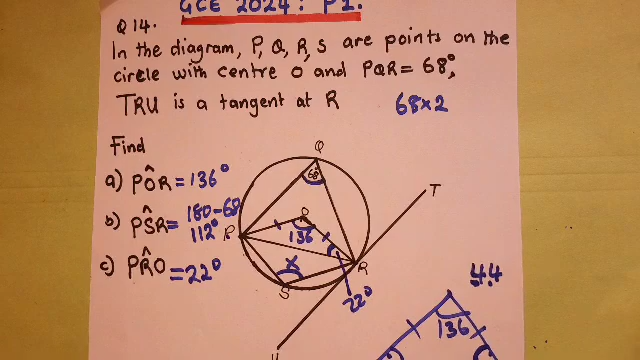 GCE 2024: P1.
Q14.
In the diagram, P, Q, R, S are points on the
circle with centre O and PQR = 68°,
TRU is a tangent at R
68×2
Find
a) PÔR = 136°
b) PŜR = 180-68
112°
c) PR̂O = 22°
Q
68°
T
O
P
136
x
R
S
22°
U
44
136